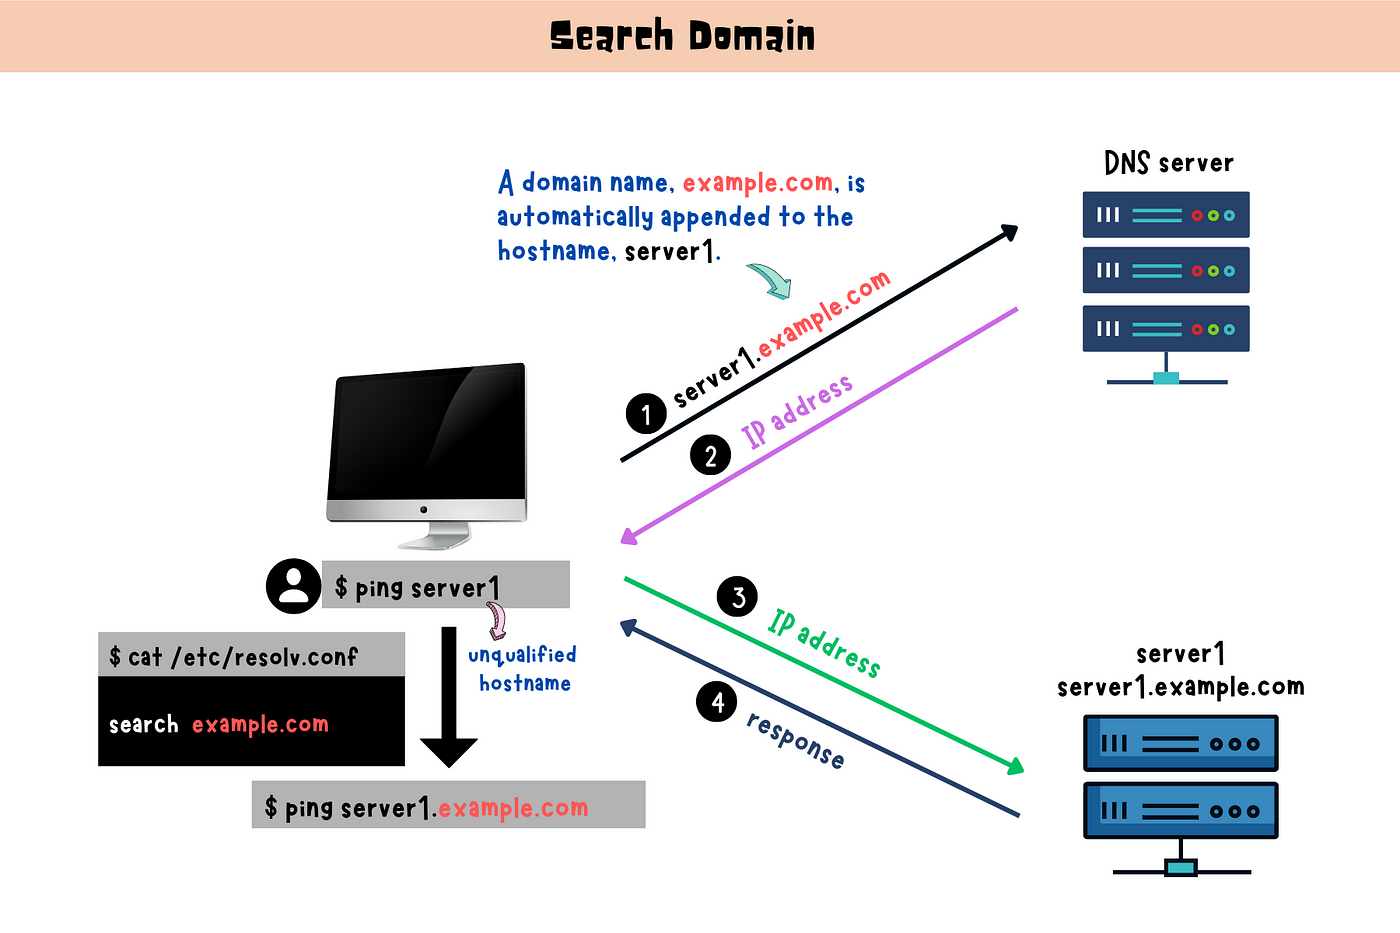 Search Domain
DNS server
A domain name, example.com, is
automatically appended to the
hostname, server1.
1 server1.example.com
2 IP address
$ ping server1
unqualified
hostname
$ cat /etc/resolv.conf
search example.com
$ ping server1.example.com
3 IP address
4 response
server1
server1.example.com